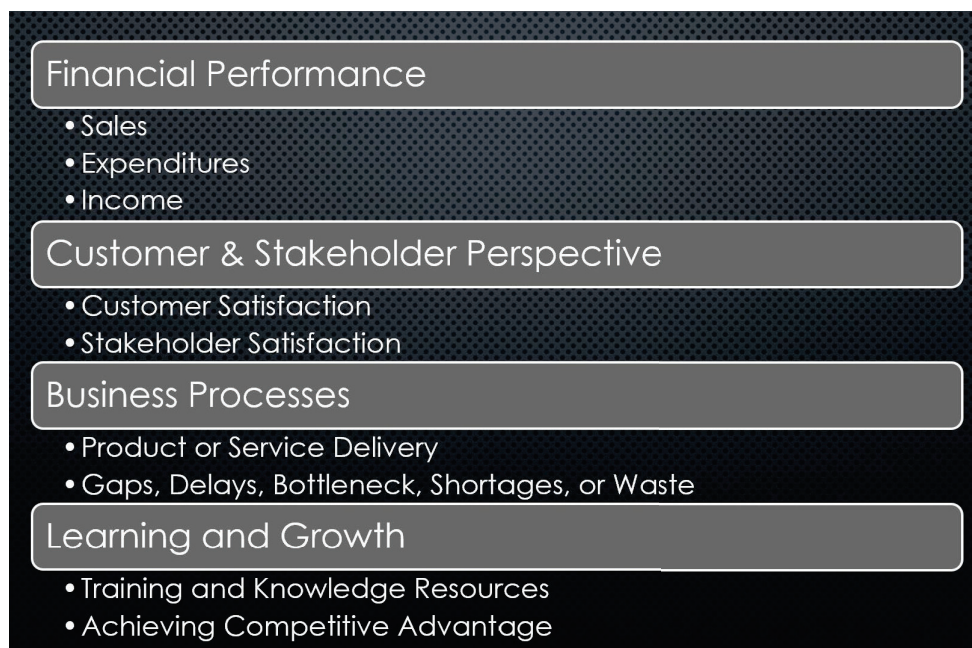 Financial Performance
• Sales
• Expenditures
• Income
Customer & Stakeholder Perspective
• Customer Satisfaction
• Stakeholder Satisfaction
Business Processes
• Product or Service Delivery
• Gaps, Delays, Bottleneck, Shortages, or Waste
Learning and Growth
• Training and Knowledge Resources
• Achieving Competitive Advantage